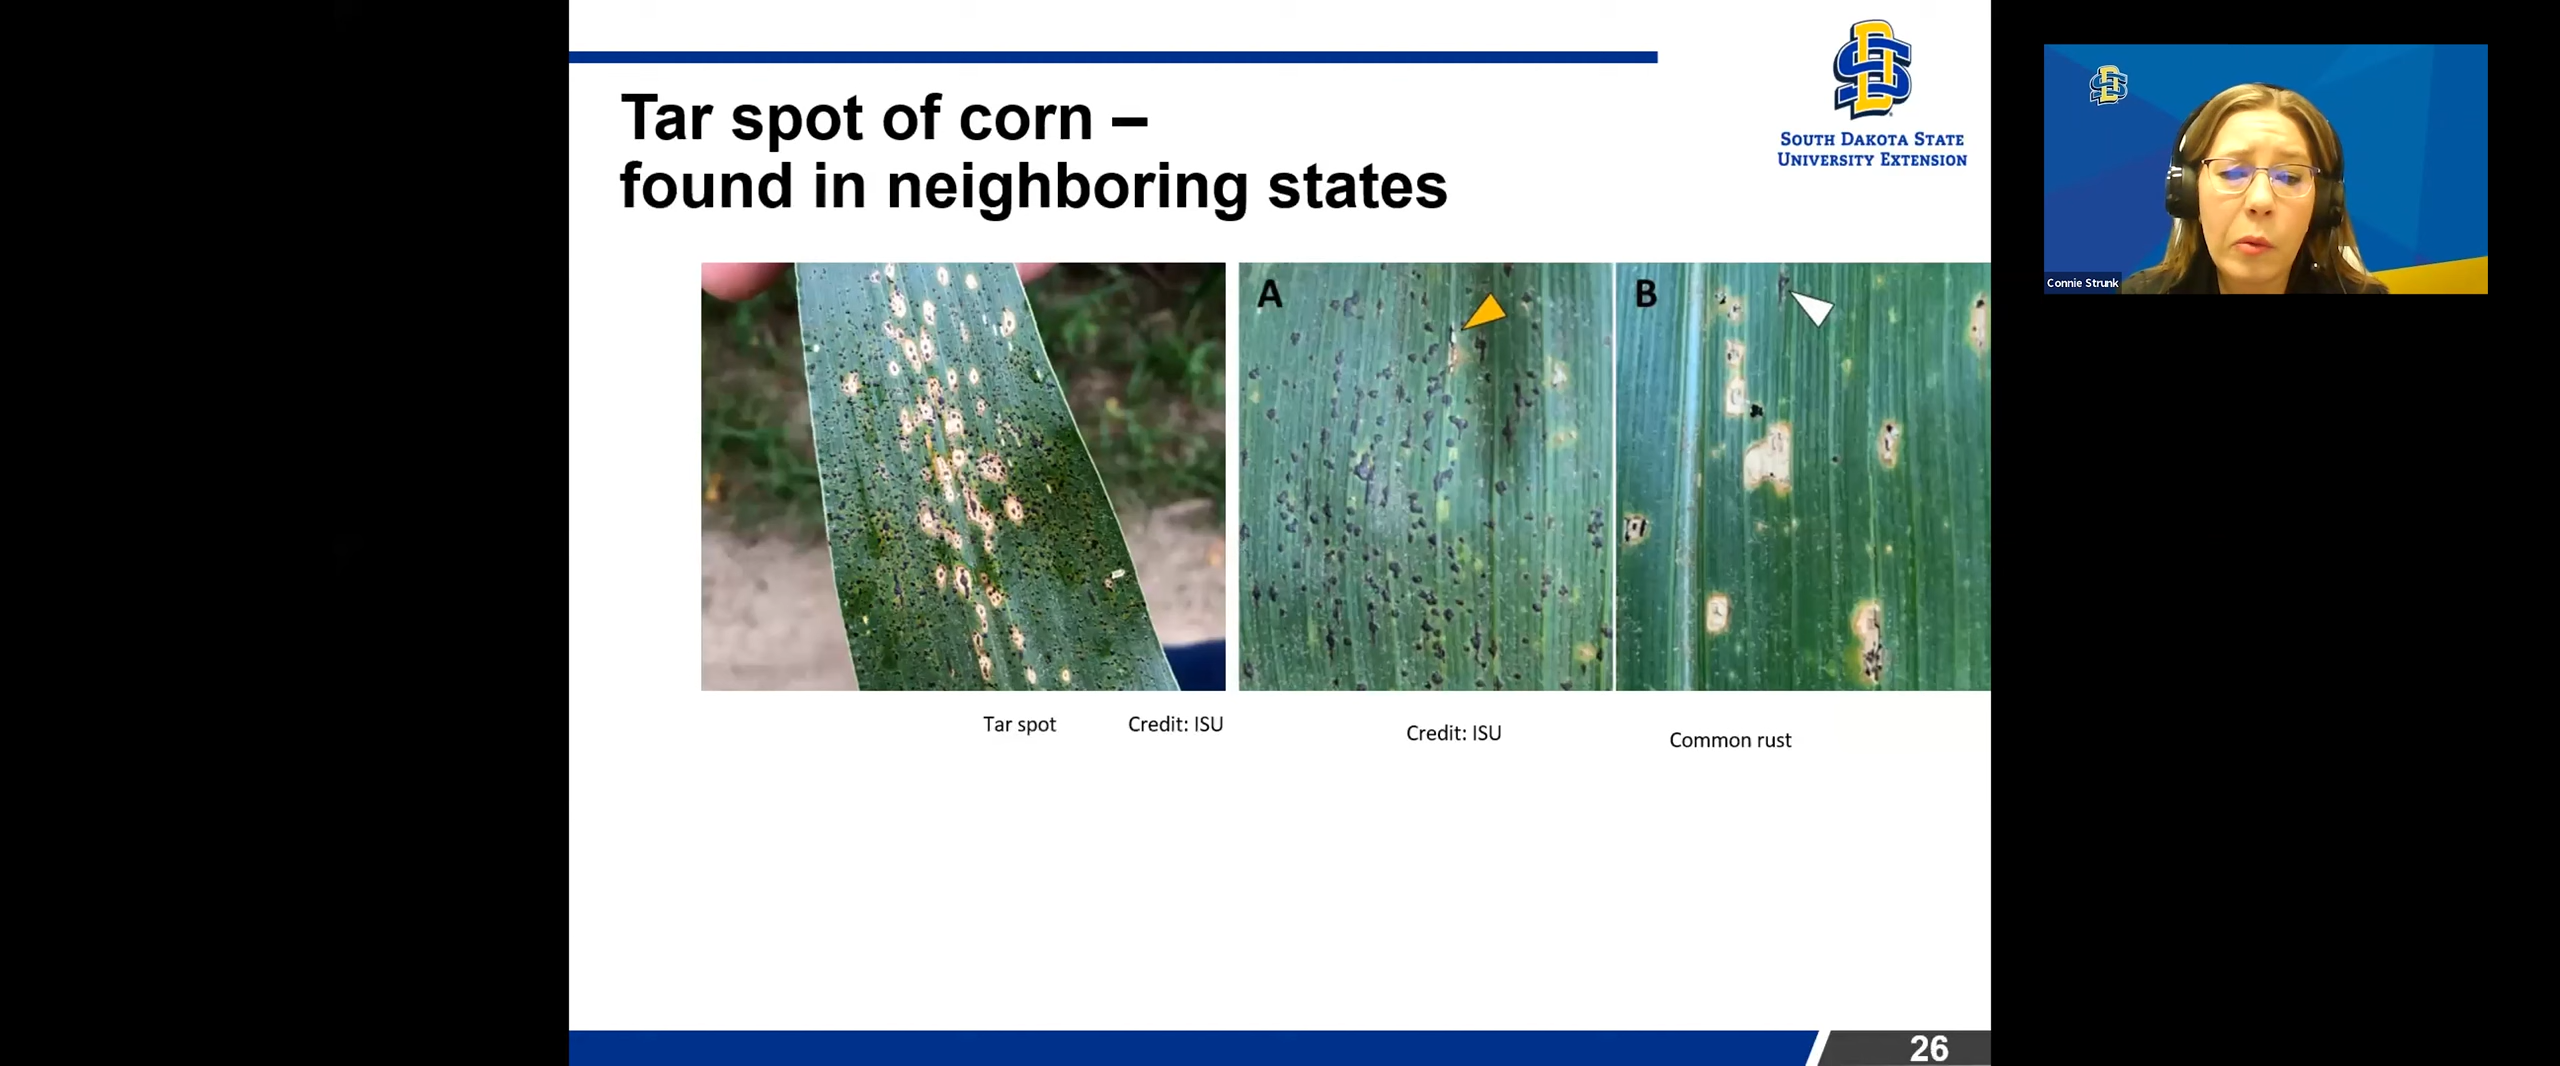 Tar spot of corn –
found in neighboring states
SOUTH DAKOTA STATE
UNIVERSITY EXTENSION
Connie Strunk
A
B
Tar spot
Credit: ISU
Credit: ISU
Common rust
26